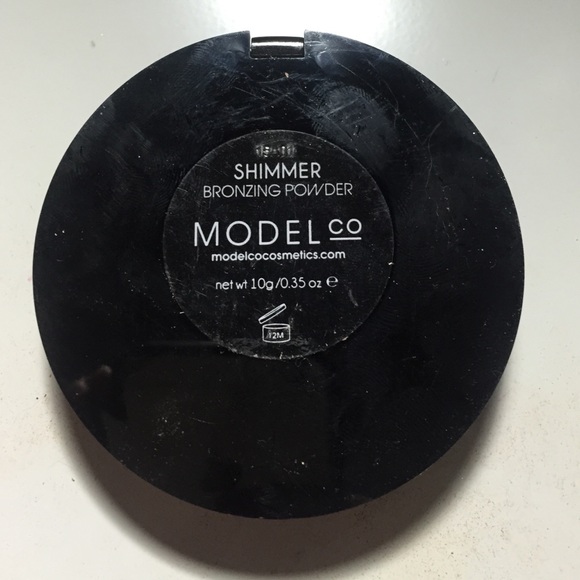 SHIMMER
BRONZING POWDER
MODEL CO
modelcocosmetics.com
net wt 10g/0.35 oz ℮
12M